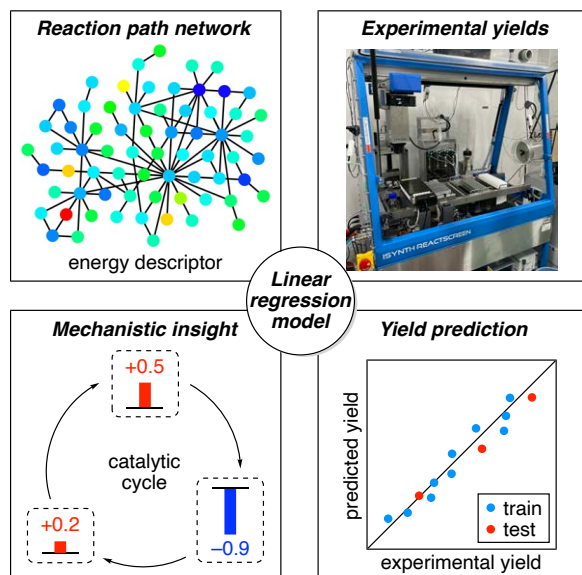 Reaction path network
energy descriptor
Experimental yields
ISYNTH REACTSCREEN
Linear
regression
model
Mechanistic insight
+0.5
catalytic
cycle
+0.2
–0.9
Yield prediction
predicted yield
train
test
experimental yield